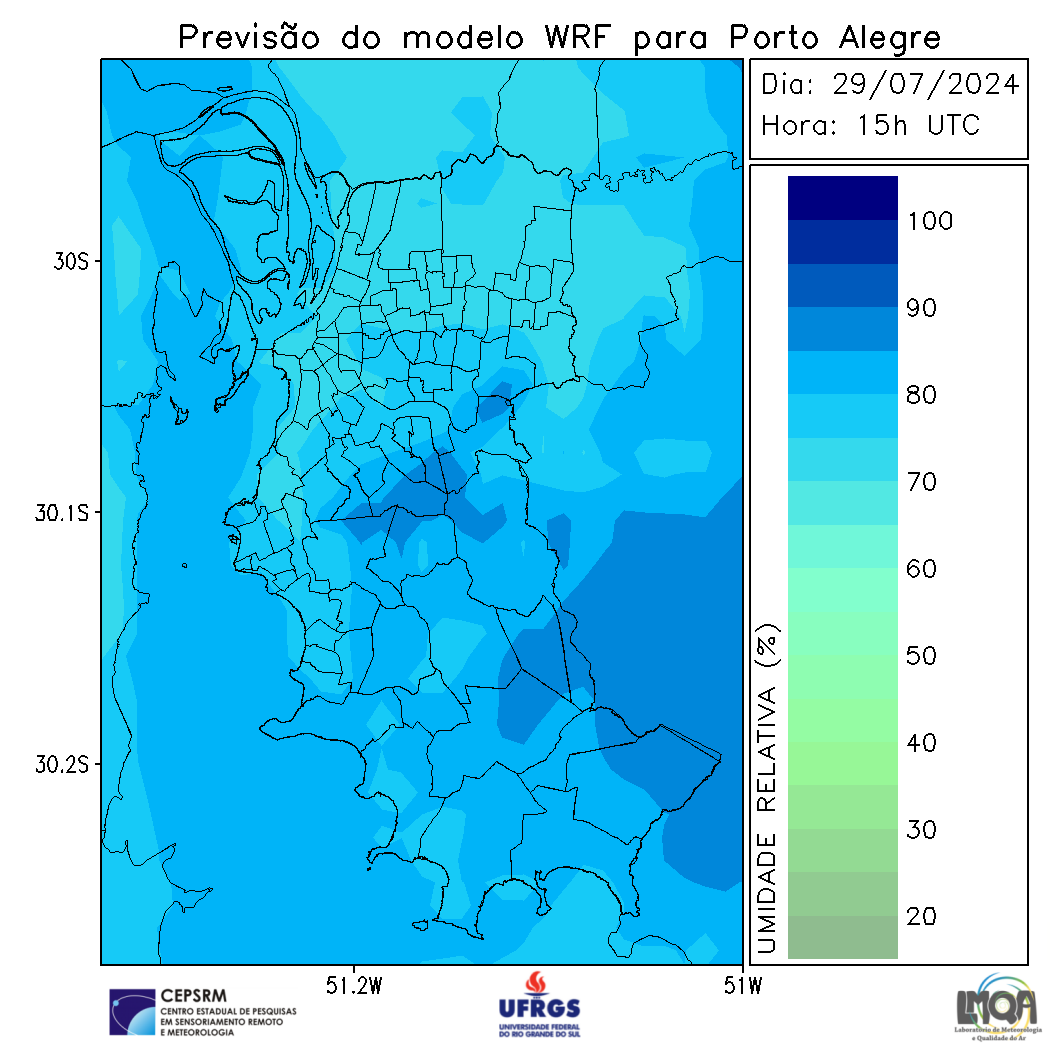 Previsão do modelo WRF para Porto Alegre
Dia: 29/07/2024
Hora: 15h UTC
30S
30.1S
30.2S
51.2W
51W
100
90
80
70
60
50
40
30
20
UMIDADE RELATIVA (%)
CEPSRM
CENTRO ESTADUAL DE PESQUISAS
EM SENSORIAMENTO REMOTO
E METEOROLOGIA
UFRGS
UNIVERSIDADE FEDERAL
DO RIO GRANDE DO SUL
LMQA
Laboratório de Meteorologia
e Qualidade do Ar